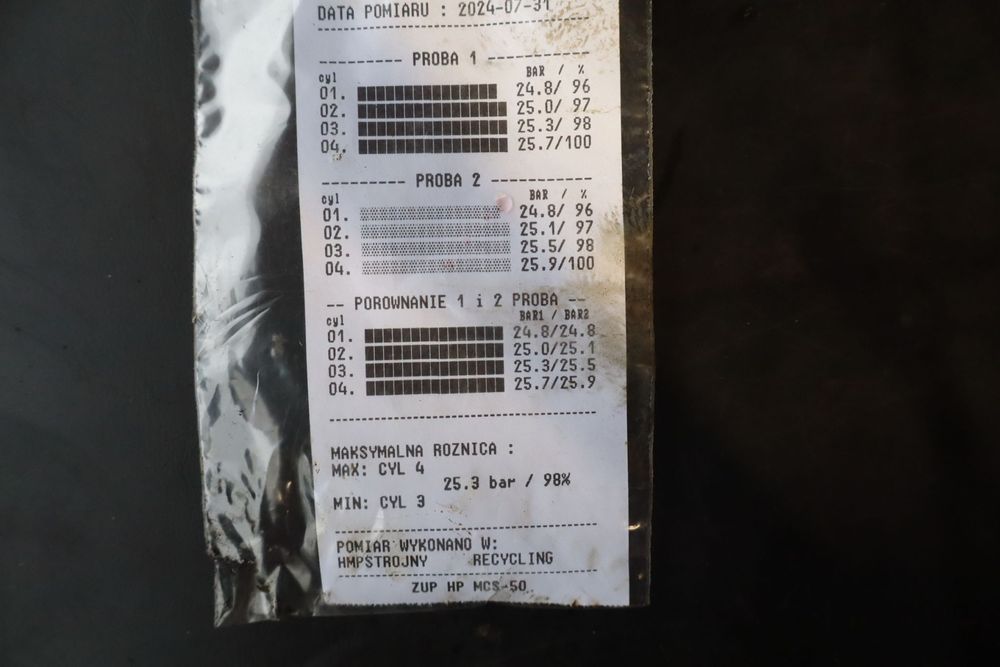 DATA POMIARU : 2024-07-31
PROBA 1
cyl BAR / %
01. 24.8/ 96
02. 25.0/ 97
03. 25.3/ 98
04. 25.7/100
PROBA 2
cyl BAR / %
01. 24.8/ 96
02. 25.1/ 97
03. 25.5/ 98
04. 25.9/100
-- POROWNANIE 1 i 2 PROBA --
cyl BAR1 / BAR2
01. 24.8/24.8
02. 25.0/25.1
03. 25.3/25.5
04. 25.7/25.9
MAKSYMALNA ROZNICA :
MAX: CYL 4
25.3 bar / 98%
MIN: CYL 3
POMIAR WYKONANO W:
HMPSTROJNY RECYCLING
ZUP HP MCS-50